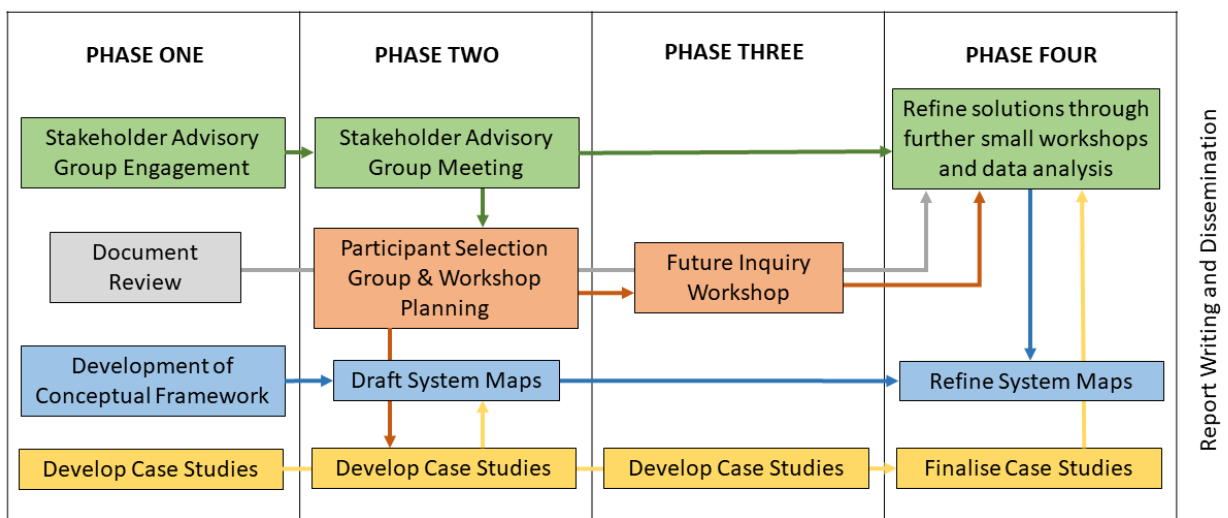 PHASE ONE
PHASE TWO
PHASE THREE
PHASE FOUR
Stakeholder Advisory
Group Engagement
Stakeholder Advisory
Group Meeting
Refine solutions through
further small workshops
and data analysis
Document
Review
Participant Selection
Group & Workshop
Planning
Future Inquiry
Workshop
Development of
Conceptual Framework
Draft System Maps
Refine System Maps
Develop Case Studies
Develop Case Studies
Develop Case Studies
Finalise Case Studies
Report Writing and Dissemination